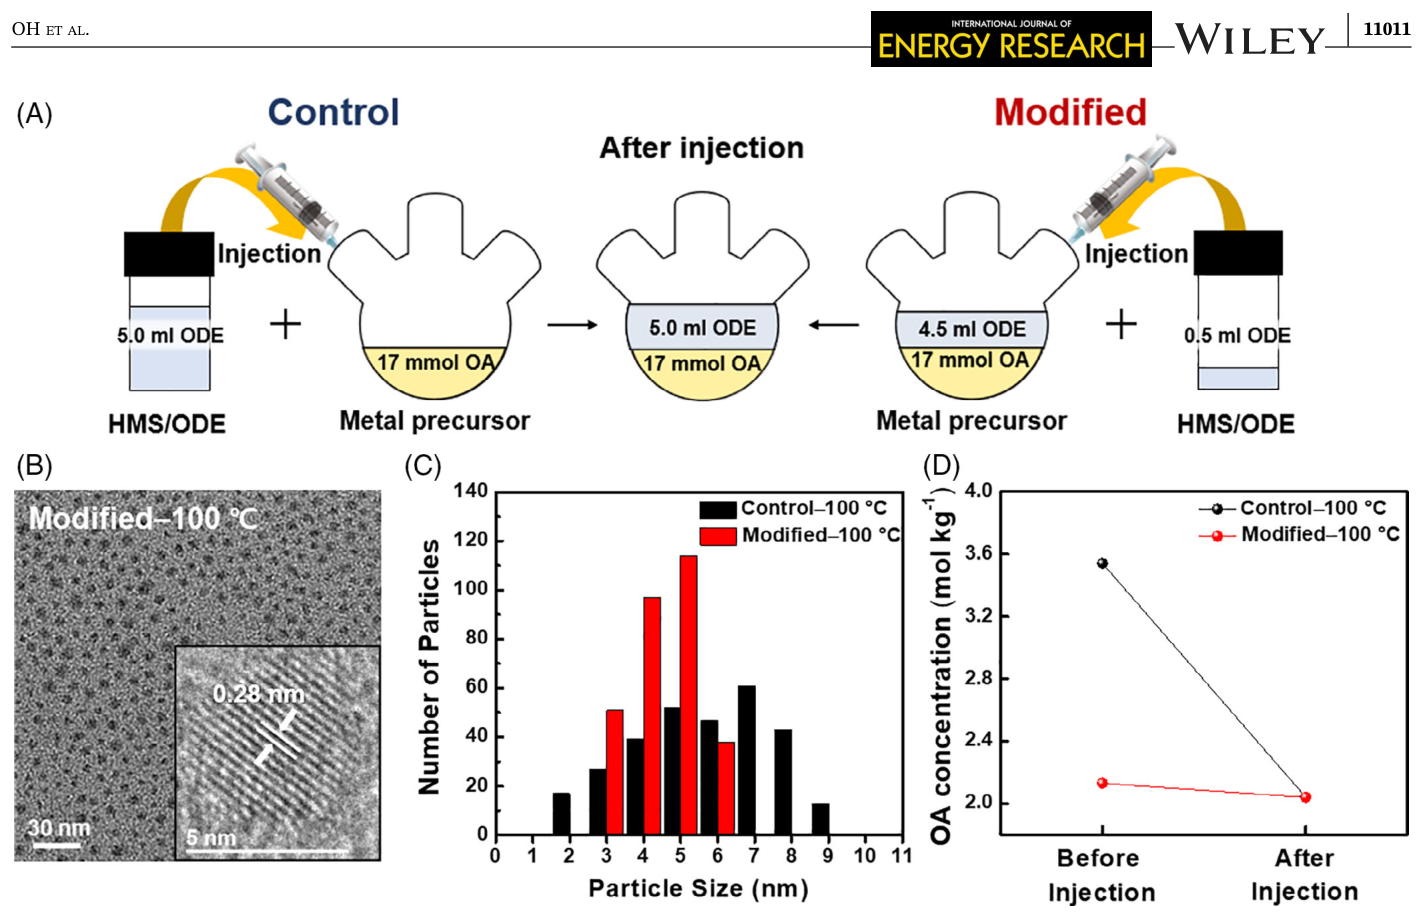 OH ET AL.
INTERNATIONAL JOURNAL OF
ENERGY RESEARCH
WILEY
11011
(A)
Control
Modified
After injection
Injection
Injection
5.0 ml ODE
+
17 mmol OA
5.0 ml ODE
17 mmol OA
4.5 ml ODE
17 mmol OA
+
0.5 ml ODE
HMS/ODE
Metal precursor
Metal precursor
HMS/ODE
(B)
Modified–100 °C
0.28 nm
30 nm
5 nm
(C)
Control–100 °C
Modified–100 °C
Number of Particles
140
120
100
80
60
40
20
0
0 1 2 3 4 5 6 7 8 9 10 11
Particle Size (nm)
(D)
Control–100 °C
Modified–100 °C
OA concentration (mol kg-1)
4.0
3.6
3.2
2.8
2.4
2.0
Before
Injection
After
Injection